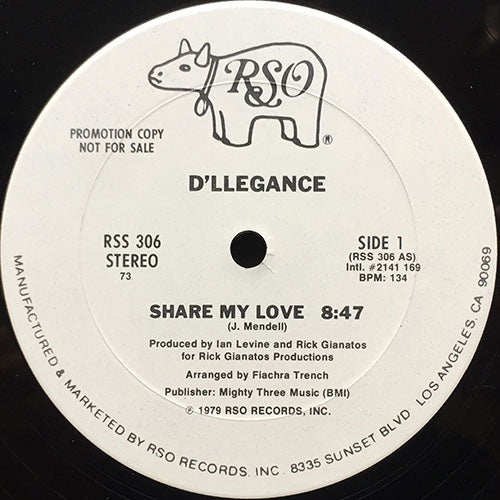 RSO
®
PROMOTION COPY
NOT FOR SALE
D'LLEGANCE
RSS 306
STEREO
73
SIDE 1
(RSS 306 AS)
Intl. #2141 169
BPM: 134
SHARE MY LOVE 8:47
(J. Mendell)
Produced by Ian Levine and Rick Gianatos
for Rick Gianatos Productions
Arranged by Fiachra Trench
Publisher: Mighty Three Music (BMI)
℗ 1979 RSO RECORDS, INC.
MANUFACTURED & MARKETED BY RSO RECORDS, INC. 8335 SUNSET BLVD LOS ANGELES, CA 90069